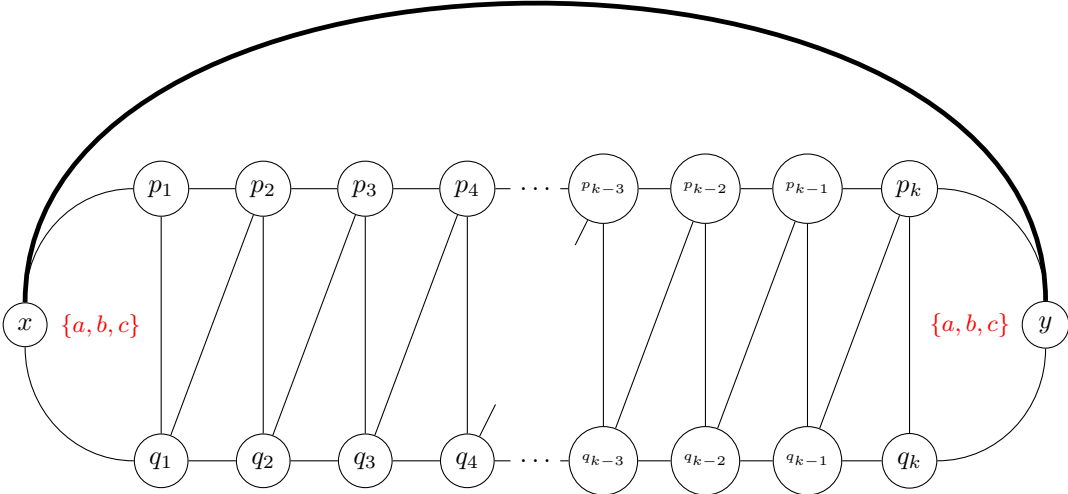 p₁ p₂ p₃ p₄ ⋯ pₖ₋₃ pₖ₋₂ pₖ₋₁ pₖ
x {a, b, c} {a, b, c} y
q₁ q₂ q₃ q₄ ⋯ qₖ₋₃ qₖ₋₂ qₖ₋₁ qₖ